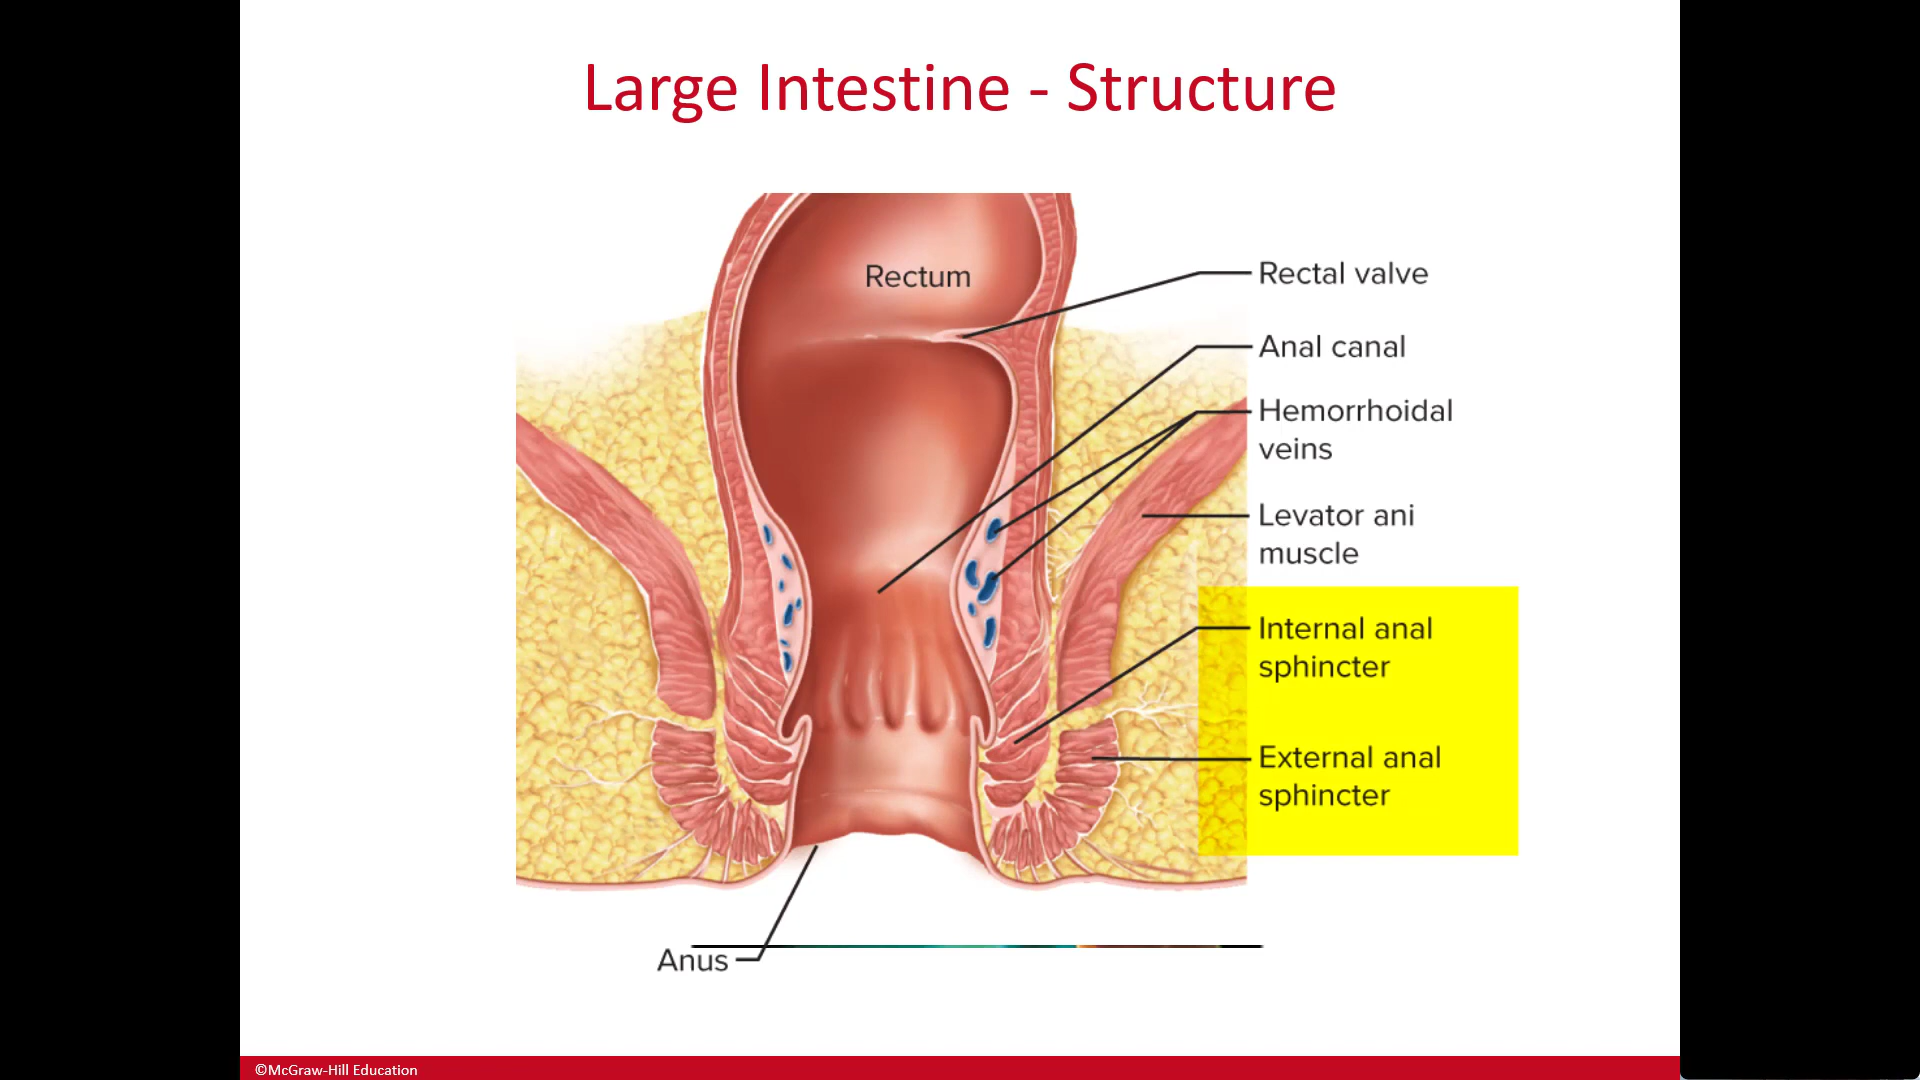 Large Intestine - Structure
Rectum
Rectal valve
Anal canal
Hemorrhoidal
veins
Levator ani
muscle
Internal anal
sphincter
External anal
sphincter
Anus
©McGraw-Hill Education